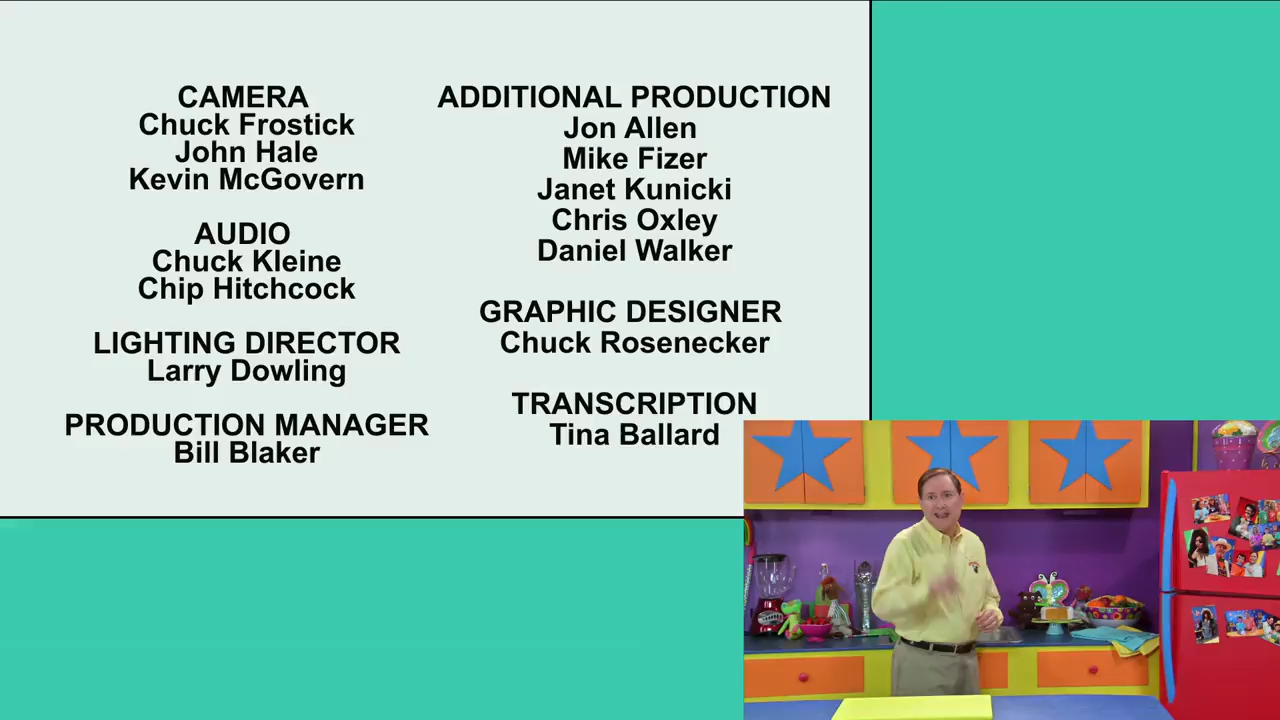 CAMERA
Chuck Frostick
John Hale
Kevin McGovern
AUDIO
Chuck Kleine
Chip Hitchcock
LIGHTING DIRECTOR
Larry Dowling
PRODUCTION MANAGER
Bill Blaker
ADDITIONAL PRODUCTION
Jon Allen
Mike Fizer
Janet Kunicki
Chris Oxley
Daniel Walker
GRAPHIC DESIGNER
Chuck Rosenecker
TRANSCRIPTION
Tina Ballard